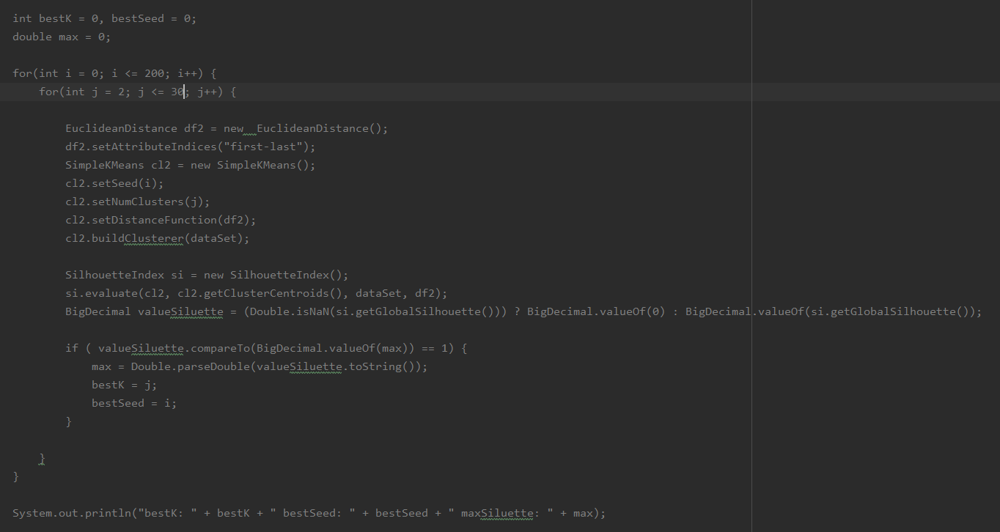 int bestK = 0, bestSeed = 0;
double max = 0;
for(int i = 0; i <= 200; i++) {
for(int j = 2; j <= 30; j++) {
EuclideanDistance df2 = new  EuclideanDistance();
df2.setAttributeIndices("first-last");
SimpleKMeans cl2 = new SimpleKMeans();
cl2.setSeed(i);
cl2.setNumClusters(j);
cl2.setDistanceFunction(df2);
cl2.buildClusterer(dataSet);
SilhouetteIndex si = new SilhouetteIndex();
si.evaluate(cl2, cl2.getClusterCentroids(), dataSet, df2);
BigDecimal valueSiluette = (Double.isNaN(si.getGlobalSilhouette())) ? BigDecimal.valueOf(0) : BigDecimal.valueOf(si.getGlobalSilhouette());
if ( valueSiluette.compareTo(BigDecimal.valueOf(max)) == 1) {
max = Double.parseDouble(valueSiluette.toString());
bestK = j;
bestSeed = i;
}
}
}
System.out.println("bestK: " + bestK + " bestSeed: " + bestSeed + " maxSiluette: " + max);